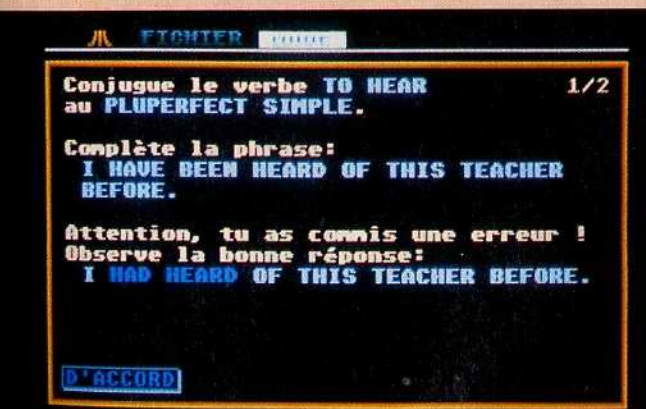 FICHIER
Conjugue le verbe TO HEAR 1/2
au PLUPERFECT SIMPLE.
Complète la phrase:
I HAVE BEEN HEARD OF THIS TEACHER
BEFORE.
Attention, tu as commis une erreur !
Observe la bonne réponse:
I HAD HEARD OF THIS TEACHER BEFORE.
D'ACCORD